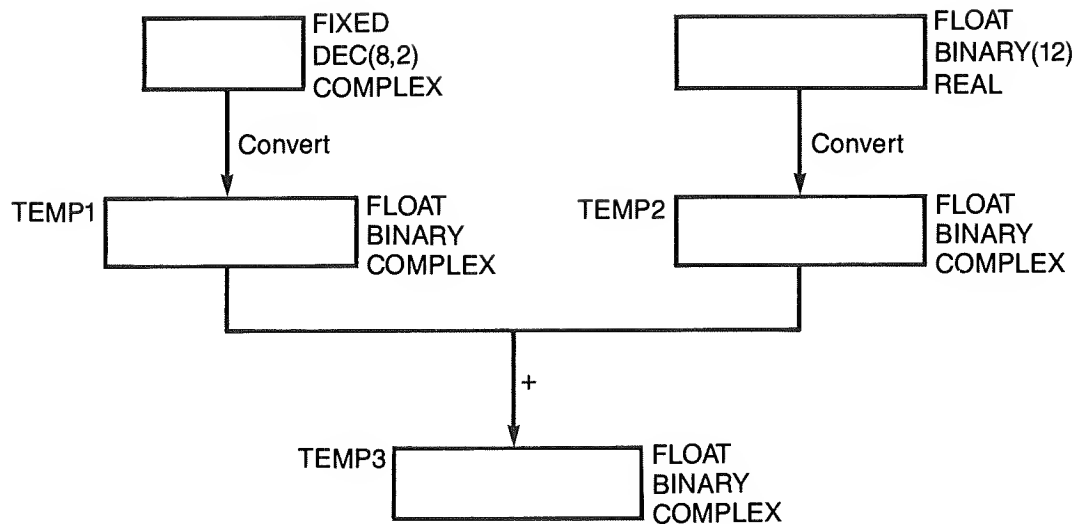 FIXED
DEC(8,2)
COMPLEX
FLOAT
BINARY(12)
REAL
Convert
Convert
TEMP1
FLOAT
BINARY
COMPLEX
TEMP2
FLOAT
BINARY
COMPLEX
+
TEMP3
FLOAT
BINARY
COMPLEX